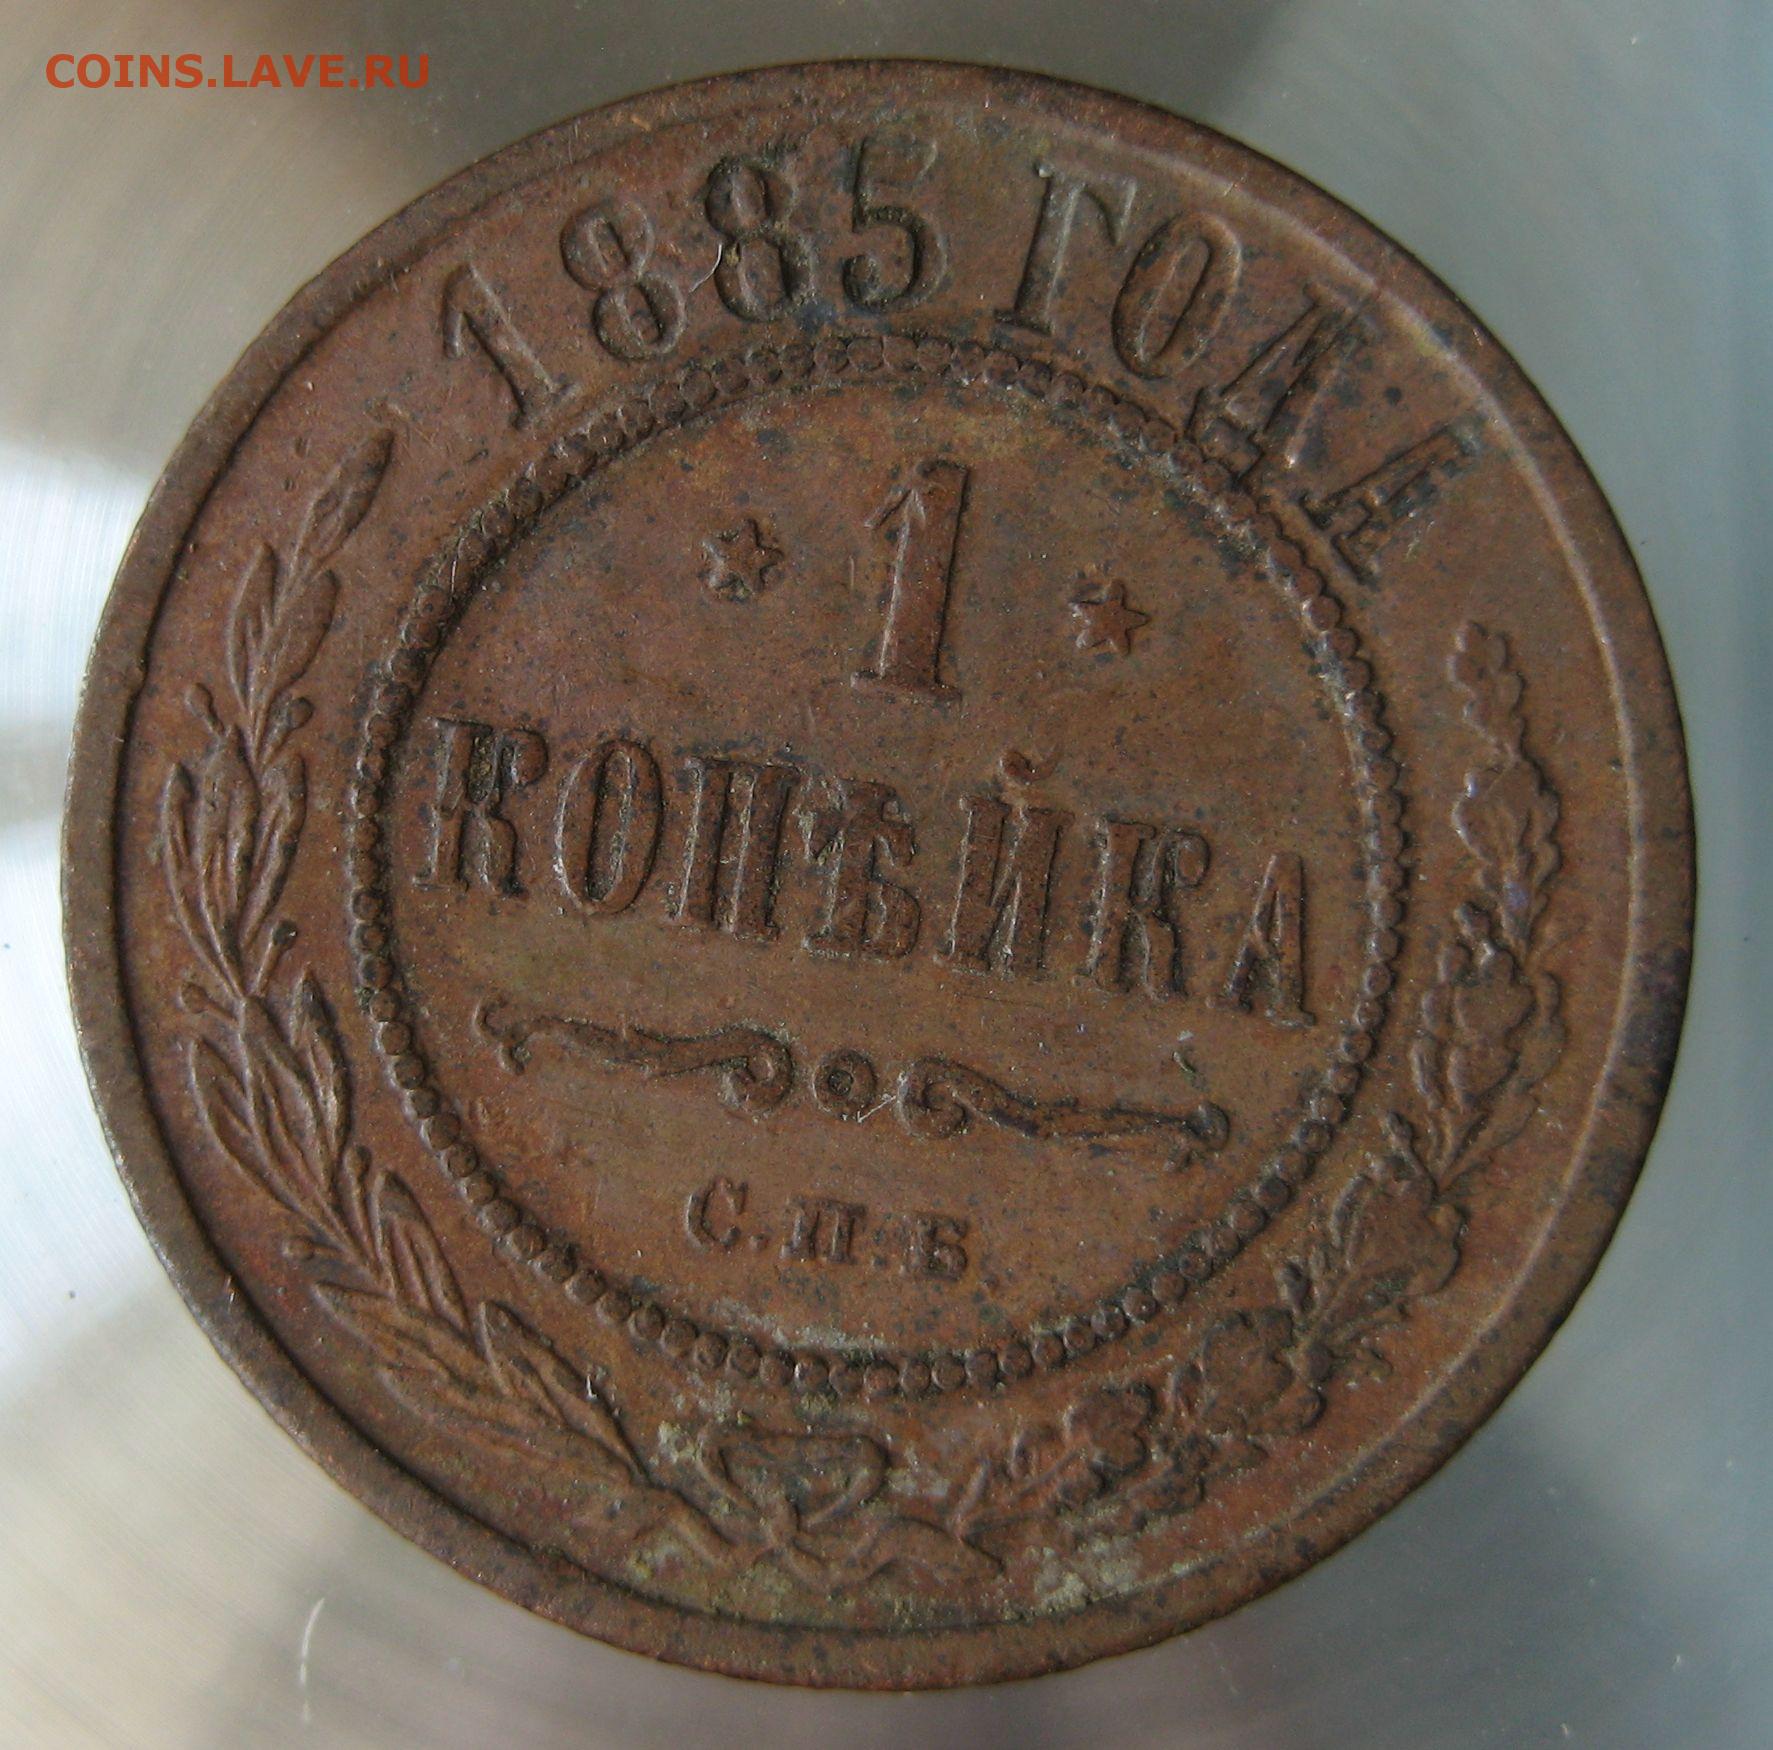 COINS.LAVE.RU
1885 ГОДА
1
КОПѢЙКА
С.П.Б